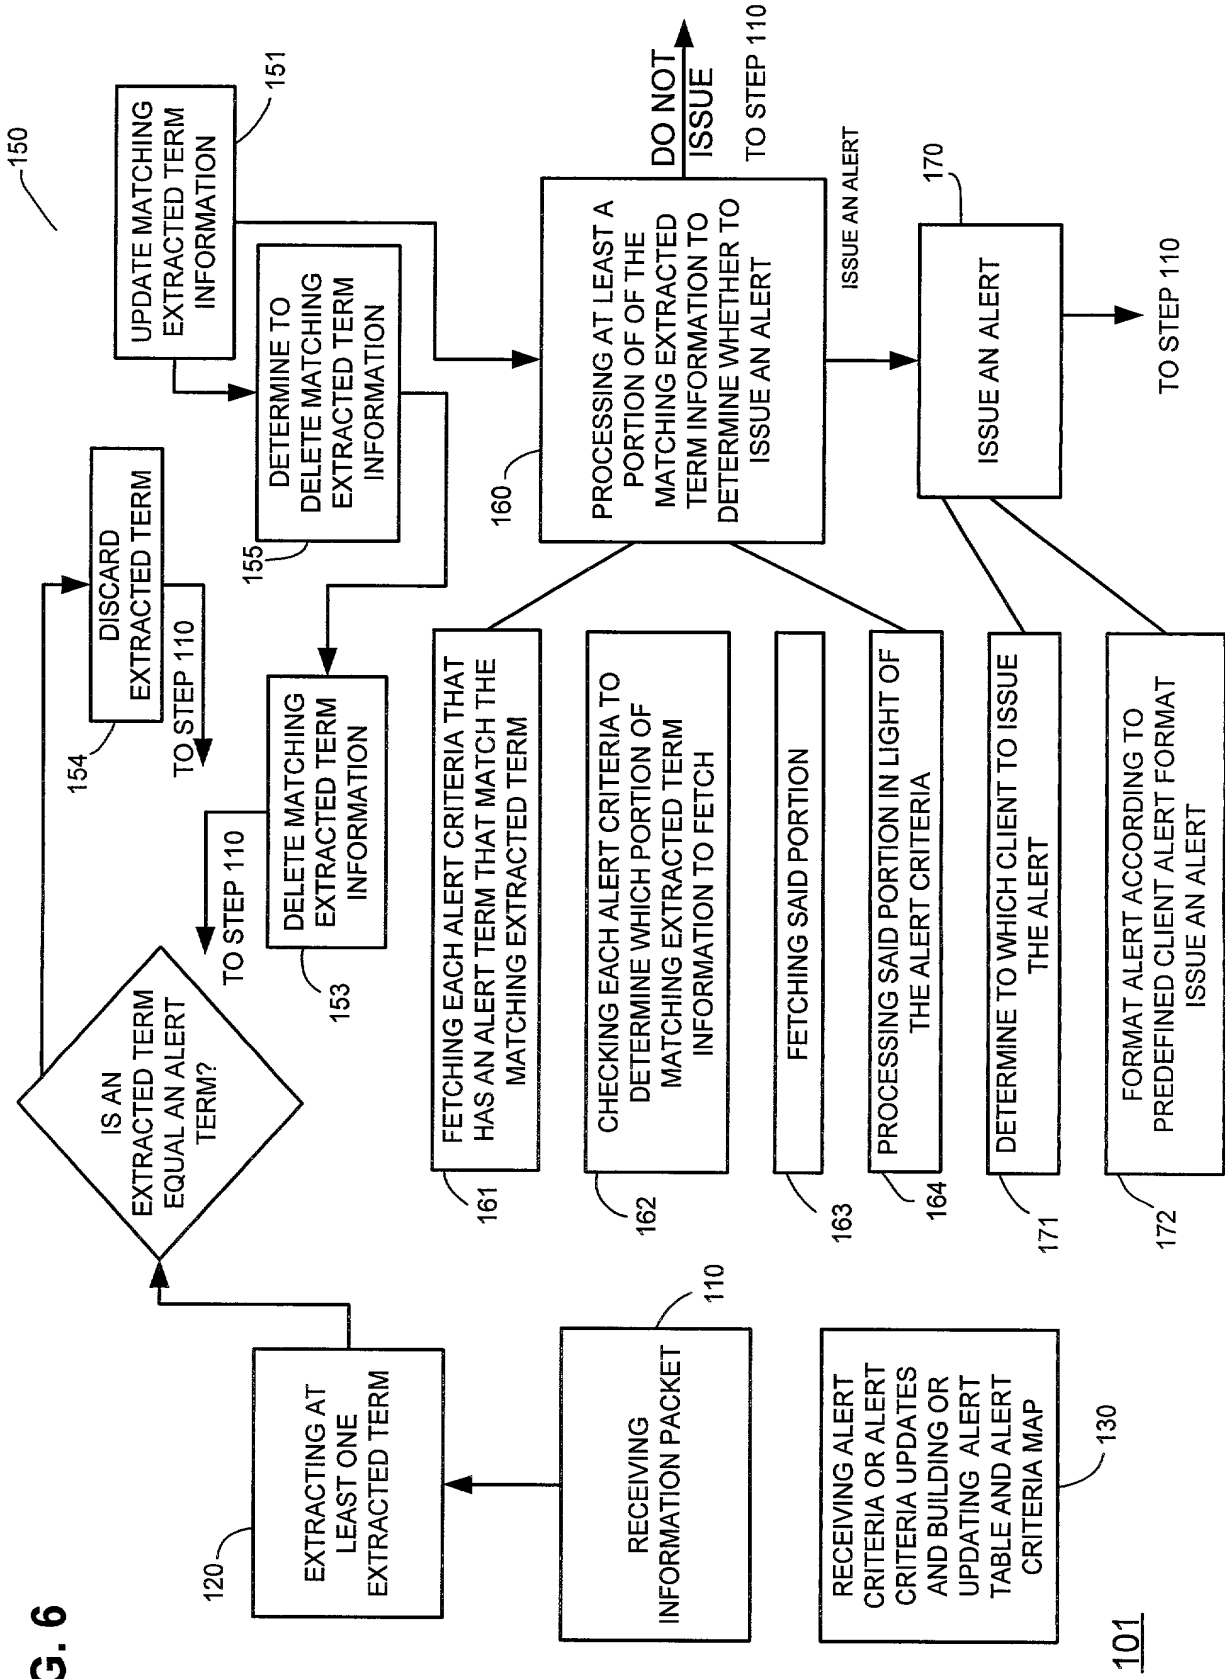 G. 6
101
150
120
EXTRACTING AT
LEAST ONE
EXTRACTED TERM
110
RECEIVING
INFORMATION PACKET
130
RECEIVING ALERT
CRITERIA OR ALERT
CRITERIA UPDATES
AND BUILDING OR
UPDATING ALERT
TABLE AND ALERT
CRITERIA MAP
IS AN
EXTRACTED TERM
EQUAL AN ALERT
TERM?
154
DISCARD
EXTRACTED TERM
TO STEP 110
151
UPDATE MATCHING
EXTRACTED TERM
INFORMATION
155
DETERMINE TO
DELETE MATCHING
EXTRACTED TERM
INFORMATION
153
DELETE MATCHING
EXTRACTED TERM
INFORMATION
TO STEP 110
160
PROCESSING AT LEAST A
PORTION OF OF THE
MATCHING EXTRACTED
TERM INFORMATION TO
DETERMINE WHETHER TO
ISSUE AN ALERT
DO NOT
ISSUE
TO STEP 110
ISSUE AN ALERT
161
FETCHING EACH ALERT CRITERIA THAT
HAS AN ALERT TERM THAT MATCH THE
MATCHING EXTRACTED TERM
162
CHECKING EACH ALERT CRITERIA TO
DETERMINE WHICH PORTION OF
MATCHING EXTRACTED TERM
INFORMATION TO FETCH
163
FETCHING SAID PORTION
164
PROCESSING SAID PORTION IN LIGHT OF
THE ALERT CRITERIA
170
ISSUE AN ALERT
TO STEP 110
171
DETERMINE TO WHICH CLIENT TO ISSUE
THE ALERT
172
FORMAT ALERT ACCORDING TO
PREDEFINED CLIENT ALERT FORMAT
ISSUE AN ALERT